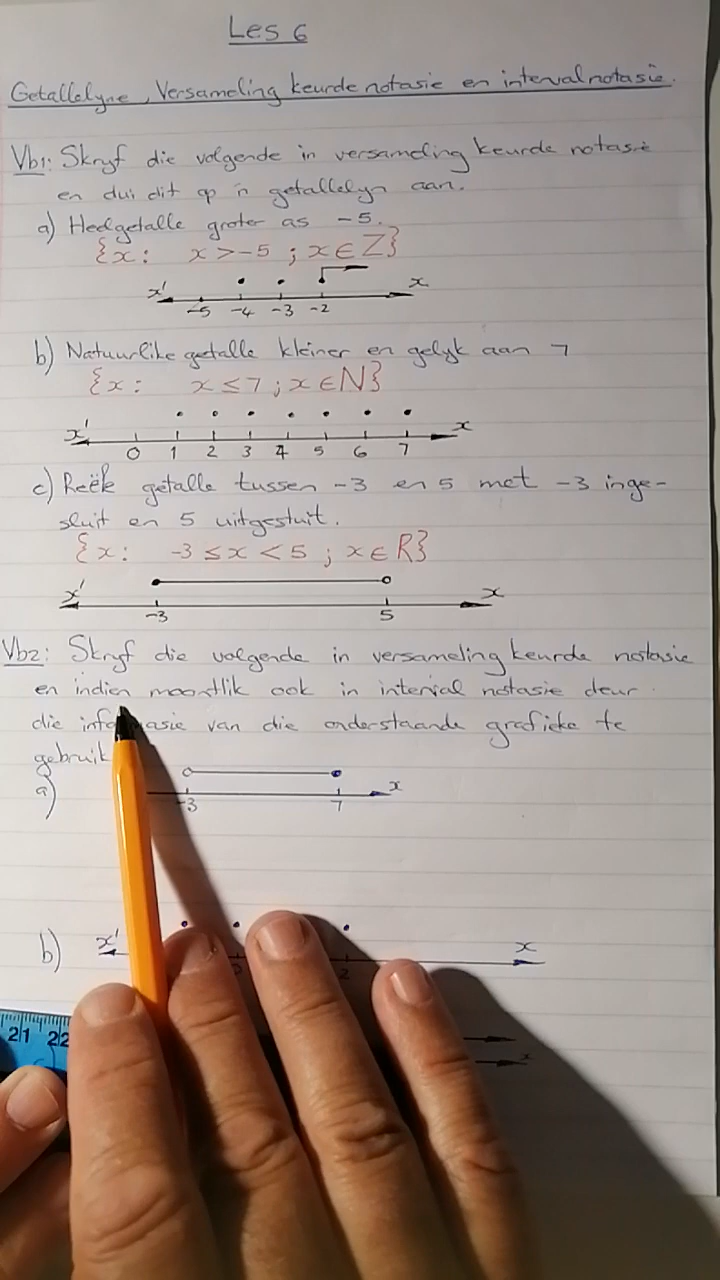 Les 6
Getallelyne, Versameling keurde notasie en intervalnotasie.
Vb1: Skryf die volgende in versameling keurde notasie
en dui dit op 'n getallelyn aan.
a) Heelgetalle groter as -5.
{x: x > -5 ; x ∈ Z}
x' x
-5 -4 -3 -2
b) Natuurlike getalle kleiner en gelyk aan 7
{x: x ≤ 7 ; x ∈ N}
x' x
0 1 2 3 4 5 6 7
c) Reële getalle tussen -3 en 5 met -3 inge-
sluit en 5 uitgesluit.
{x: -3 ≤ x < 5 ; x ∈ R}
x' x
-3 5
Vb2: Skryf die volgende in versameling keurde notasie
en indien moontlik ook in interval notasie deur
die van die onderstaande grafieke te
gebruik
a) x
-3 7
b) x' x
2
21 22
x